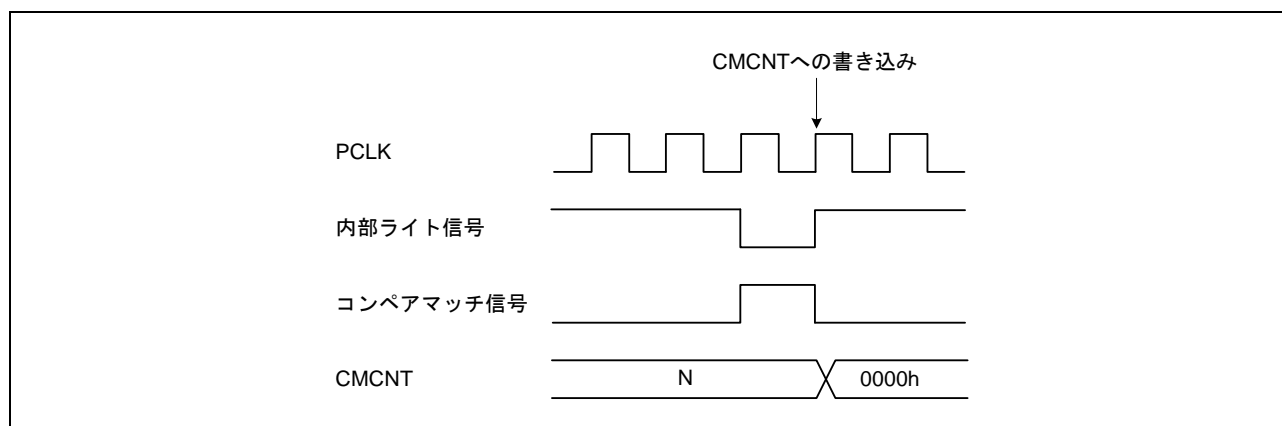 CMCNTへの書き込み
PCLK
内部ライト信号
コンペアマッチ信号
CMCNT
N
0000h